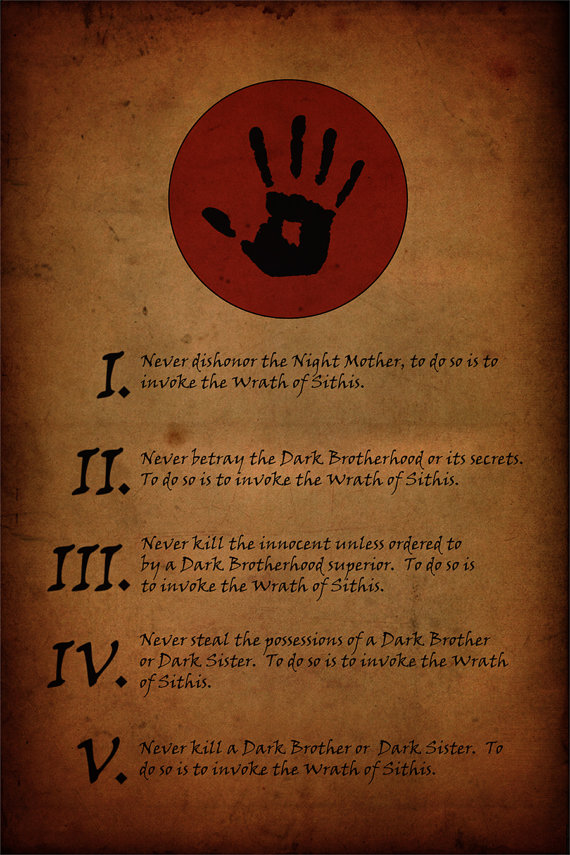 I. Never dishonor the Night Mother, to do so is to
invoke the Wrath of Sithis.
II. Never betray the Dark Brotherhood or its secrets.
To do so is to invoke the Wrath of Sithis.
III. Never kill the innocent unless ordered to
by a Dark Brotherhood superior. To do so is
to invoke the Wrath of Sithis.
IV. Never steal the possessions of a Dark Brother
or Dark Sister. To do so is to invoke the Wrath
of Sithis.
V. Never kill a Dark Brother or Dark Sister. To
do so is to invoke the Wrath of Sithis.